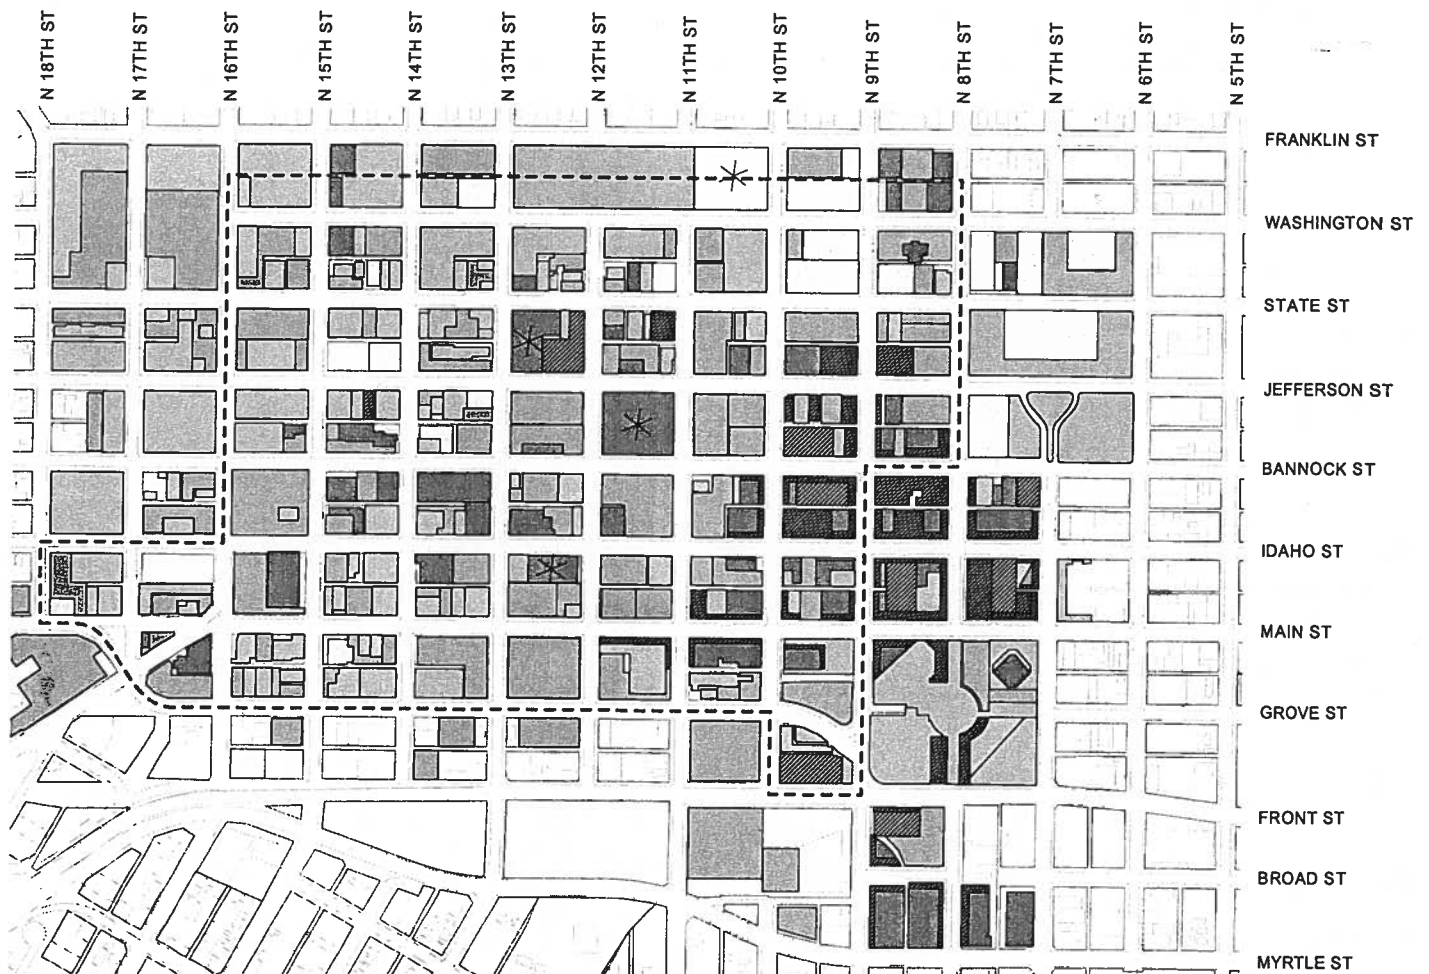 N 18TH ST
N 17TH ST
N 16TH ST
N 15TH ST
N 14TH ST
N 13TH ST
N 12TH ST
N 11TH ST
N 10TH ST
N 9TH ST
N 8TH ST
N 7TH ST
N 6TH ST
N 5TH ST
FRANKLIN ST
WASHINGTON ST
STATE ST
JEFFERSON ST
BANNOCK ST
IDAHO ST
MAIN ST
GROVE ST
FRONT ST
BROAD ST
MYRTLE ST